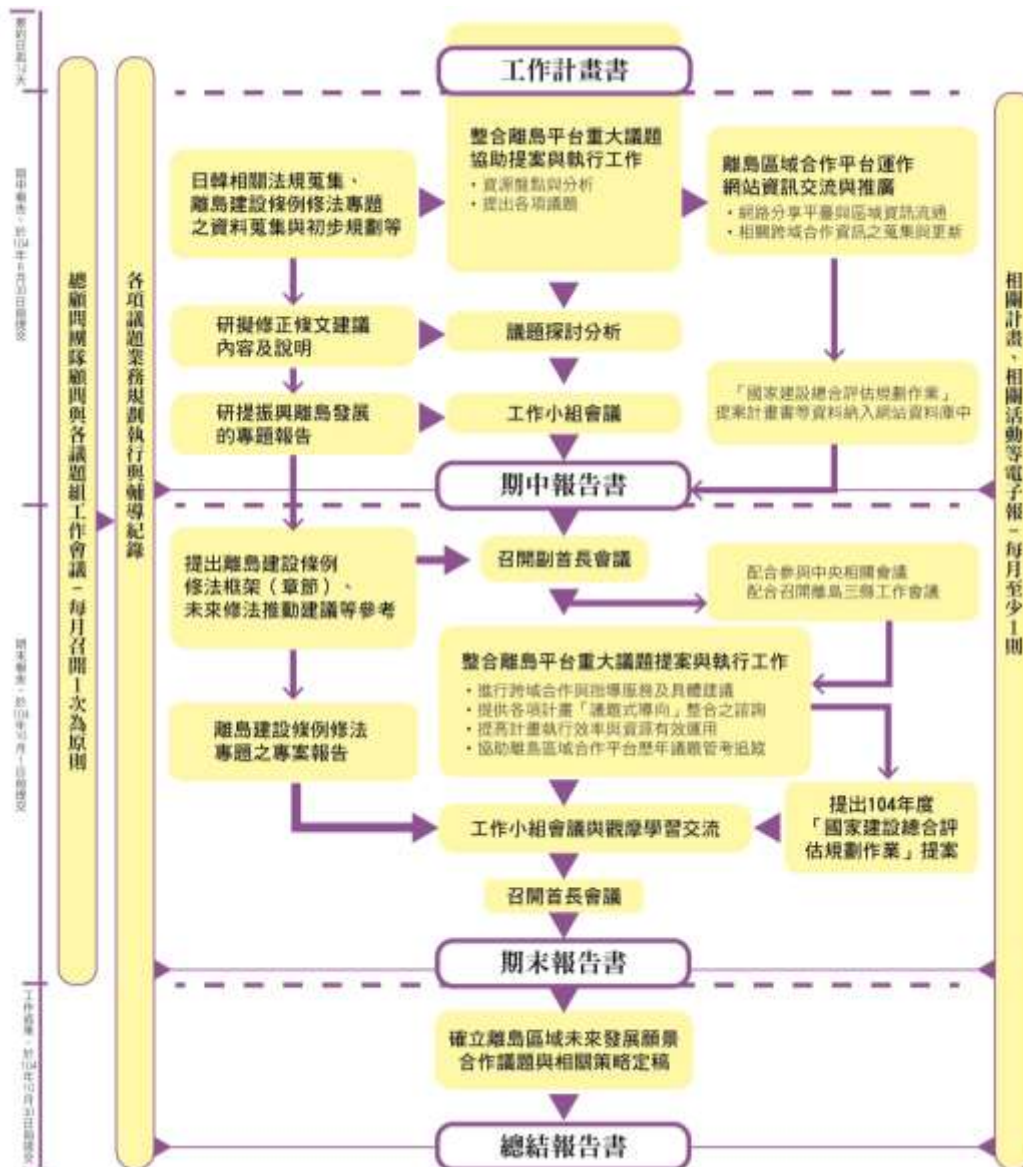 工作計畫書
整合離島平台重大議題
協助提案與執行工作
・資源盤點與分析
・提出各項議題
日韓相關法規蒐集、
離島建設條例修法專題
之資料蒐集與初步規劃等
離島區域合作平台運作
網站資訊交流與推廣
・網路分享平臺與區域資訊流通
・相關跨域合作資訊之蒐集與更新
研擬修正條文建議
內容及說明
議題探討分析
研提振興離島發展
的專題報告
工作小組會議
「國家建設總合評估規劃作業」
提案計畫書等資料納入網站資料庫中
期中報告書
提出離島建設條例
修法框架（章節）、
未來修法推動建議等參考
召開副首長會議
配合參與中央相關會議
配合召開離島三縣工作會議
整合離島平台重大議題提案與執行工作
・進行跨域合作與指導服務及具體建議
・提供各項計畫「議題式導向」整合之諮詢
・提高計畫執行效率與資源有效運用
・協助離島區域合作平台歷年議題管考追蹤
離島建設條例修法
專題之專案報告
工作小組會議與觀摩學習交流
提出104年度
「國家建設總合評
估規劃作業」提案
召開首長會議
期末報告書
確立離島區域未來發展願景
合作議題與相關策略定稿
總結報告書
總顧問團隊顧問與各議題組工作會議－每月召開1次為原則
各項議題業務規劃執行與輔導紀錄
相關計畫、相關活動等電子報－每月至少1則